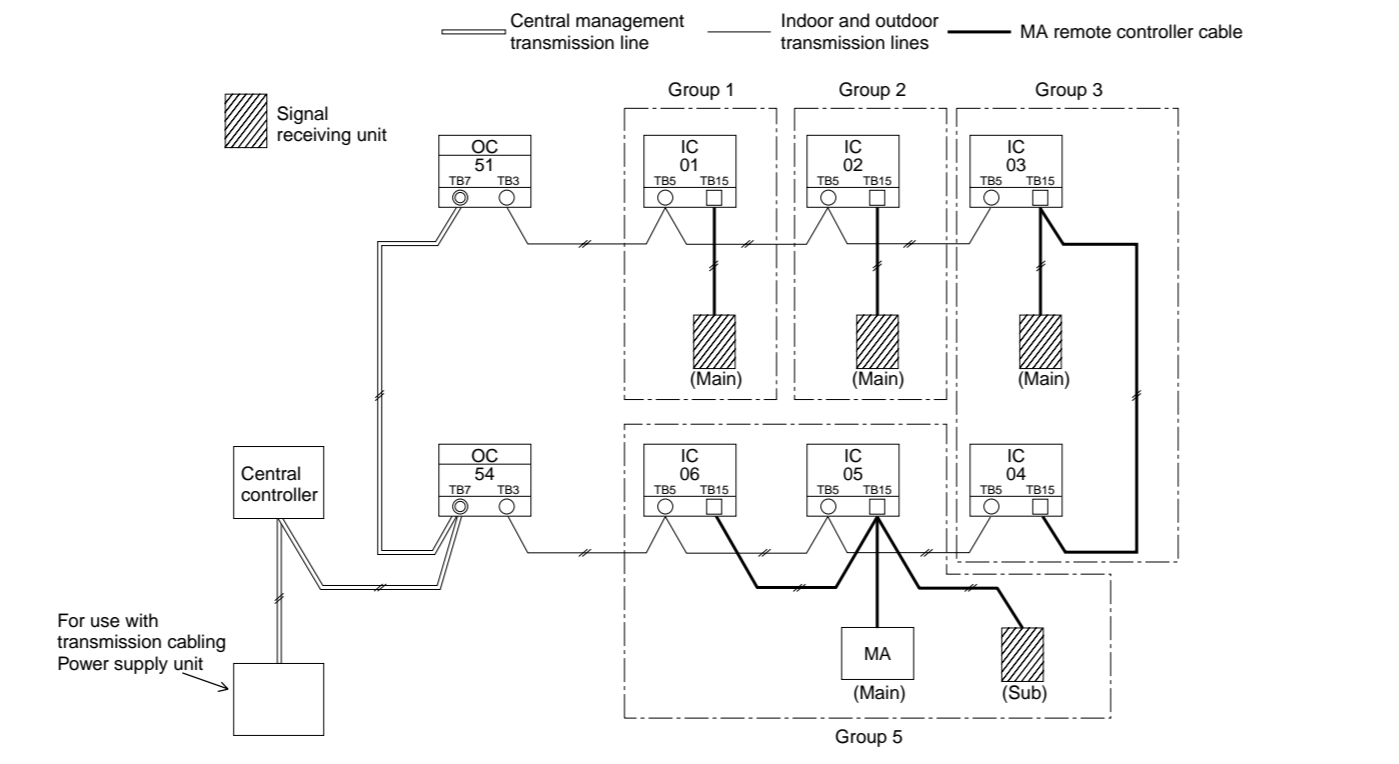 Central management
transmission line
Indoor and outdoor
transmission lines
MA remote controller cable
Signal
receiving unit
Group 1
Group 2
Group 3
OC
51
TB7 TB3
IC
01
TB5 TB15
IC
02
TB5 TB15
IC
03
TB5 TB15
(Main)
(Main)
(Main)
Central
controller
OC
54
TB7 TB3
IC
06
TB5 TB15
IC
05
TB5 TB15
IC
04
TB5 TB15
For use with
transmission cabling
Power supply unit
MA
(Main)
(Sub)
Group 5